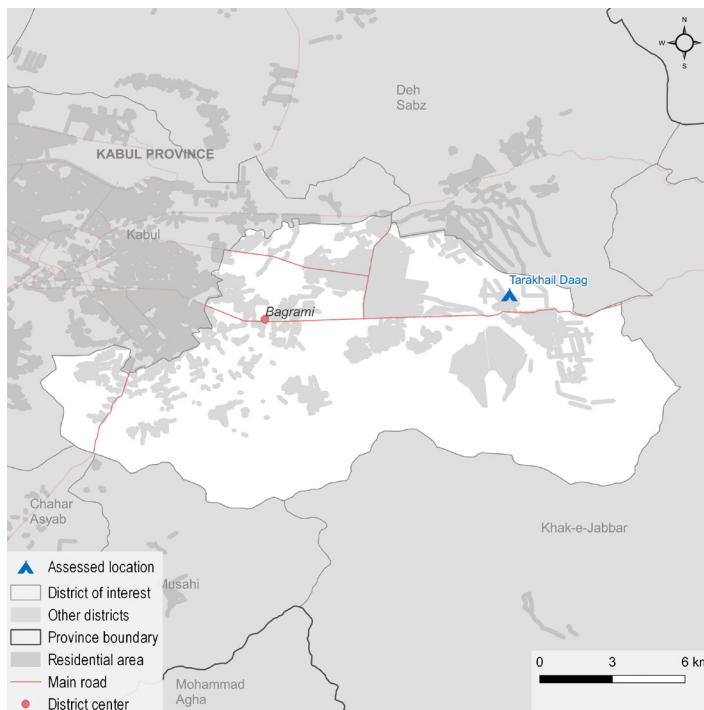 N
W
E
S
Deh
Sabz
KABUL PROVINCE
Kabul
Tarakhail Daag
Bagrami
Chahar
Asyab
Khak-e-Jabbar
Musahi
Mohammad
Agha
Assessed location
District of interest
Other districts
Province boundary
Residential area
Main road
District center
0 3 6 km